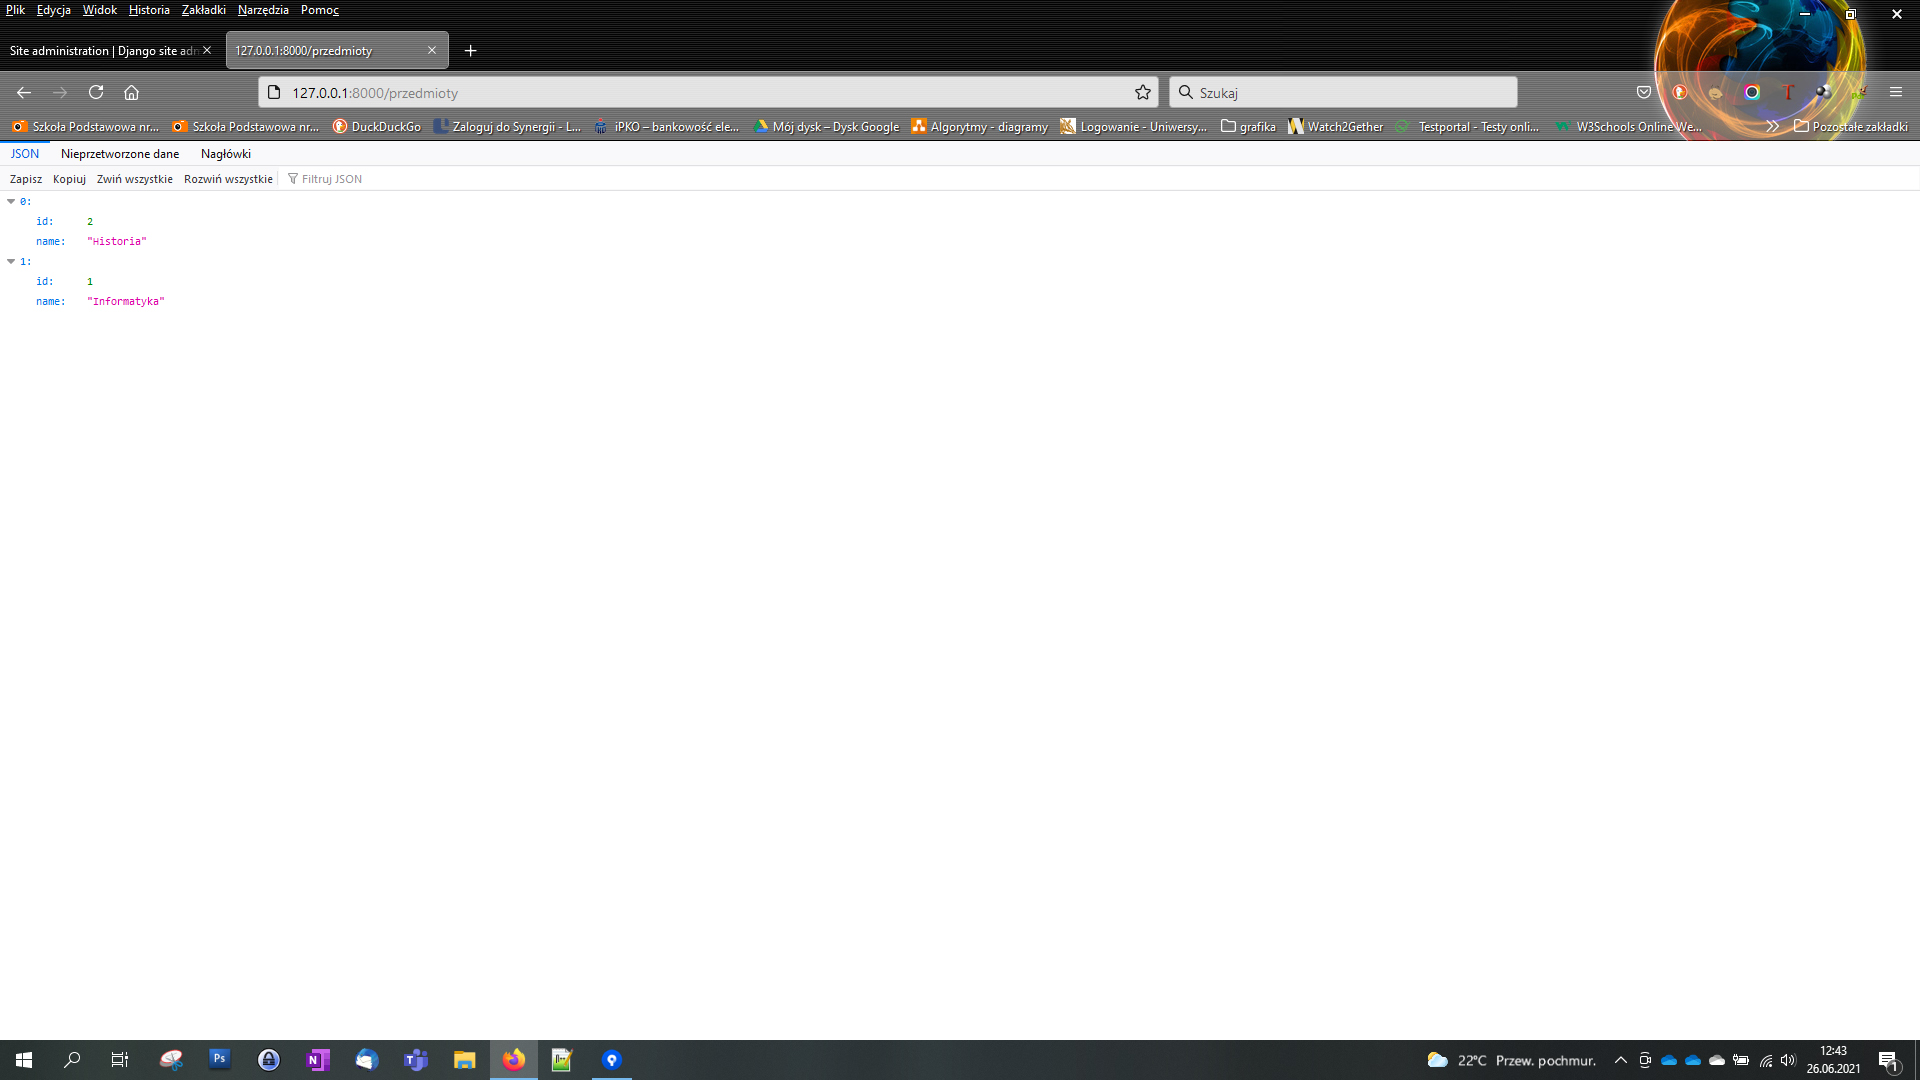 Plik Edycja Widok Historia Zakładki Narzędzia Pomoc
Site administration | Django site adm
127.0.0.1:8000/przedmioty
127.0.0.1:8000/przedmioty
Szukaj
Szkoła Podstawowa nr... Szkoła Podstawowa nr... DuckDuckGo Zaloguj do Synergii - L... iPKO – bankowość ele... Mój dysk – Dysk Google Algorytmy - diagramy Logowanie - Uniwersy... grafika Watch2Gether Testportal - Testy onli... W3Schools Online We... Pozostałe zakładki
JSON Nieprzetworzone dane Nagłówki
Zapisz Kopiuj Zwiń wszystkie Rozwiń wszystkie Filtruj JSON
0:
id: 2
name: "Historia"
1:
id: 1
name: "Informatyka"
22°C Przew. pochmur.
12:43
26.06.2021
1